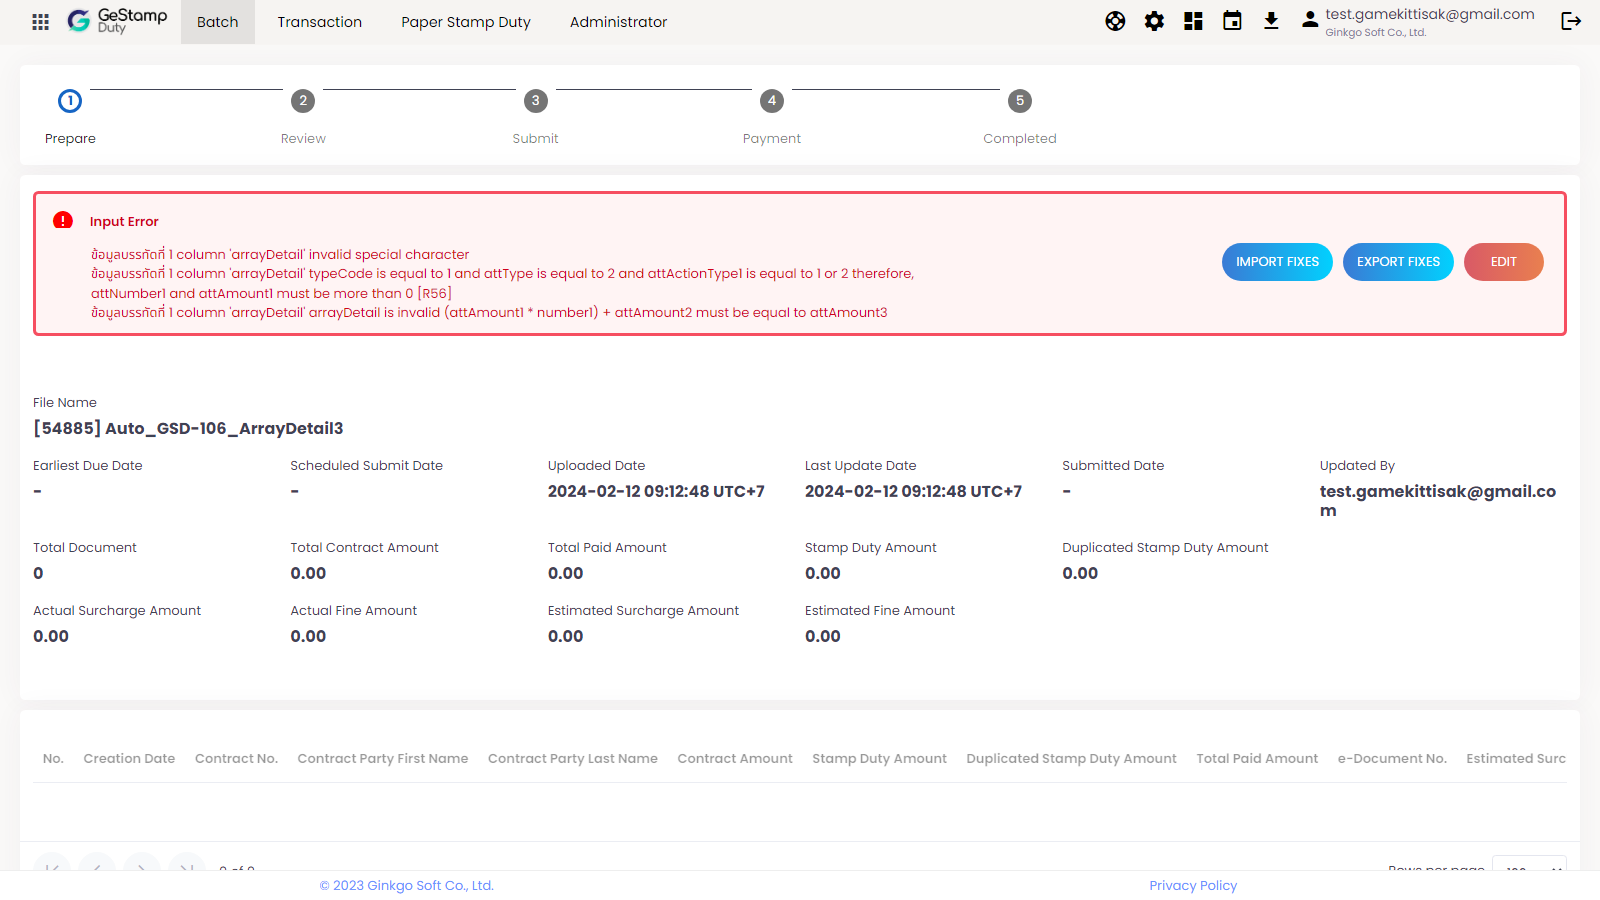 GeStamp
Duty
Batch
Transaction
Paper Stamp Duty
Administrator
test.gamekittisak@gmail.com
Ginkgo Soft Co., Ltd.
1
2
3
4
5
Prepare
Review
Submit
Payment
Completed
Input Error
ข้อมูลบรรทัดที่ 1 column 'arrayDetail' invalid special character
ข้อมูลบรรทัดที่ 1 column 'arrayDetail' typeCode is equal to 1 and attType is equal to 2 and attActionType1 is equal to 1 or 2 therefore,
attNumber1 and attAmount1 must be more than 0 [R56]
ข้อมูลบรรทัดที่ 1 column 'arrayDetail' arrayDetail is invalid (attAmount1 * number1) + attAmount2 must be equal to attAmount3
IMPORT FIXES
EXPORT FIXES
EDIT
File Name
[54885] Auto_GSD-106_ArrayDetail3
Earliest Due Date
Scheduled Submit Date
Uploaded Date
Last Update Date
Submitted Date
Updated By
-
-
2024-02-12 09:12:48 UTC+7
2024-02-12 09:12:48 UTC+7
-
test.gamekittisak@gmail.co
m
Total Document
Total Contract Amount
Total Paid Amount
Stamp Duty Amount
Duplicated Stamp Duty Amount
0
0.00
0.00
0.00
0.00
Actual Surcharge Amount
Actual Fine Amount
Estimated Surcharge Amount
Estimated Fine Amount
0.00
0.00
0.00
0.00
No.
Creation Date
Contract No.
Contract Party First Name
Contract Party Last Name
Contract Amount
Stamp Duty Amount
Duplicated Stamp Duty Amount
Total Paid Amount
e-Document No.
Estimated Surc
Rows per page
© 2023 Ginkgo Soft Co., Ltd.
Privacy Policy